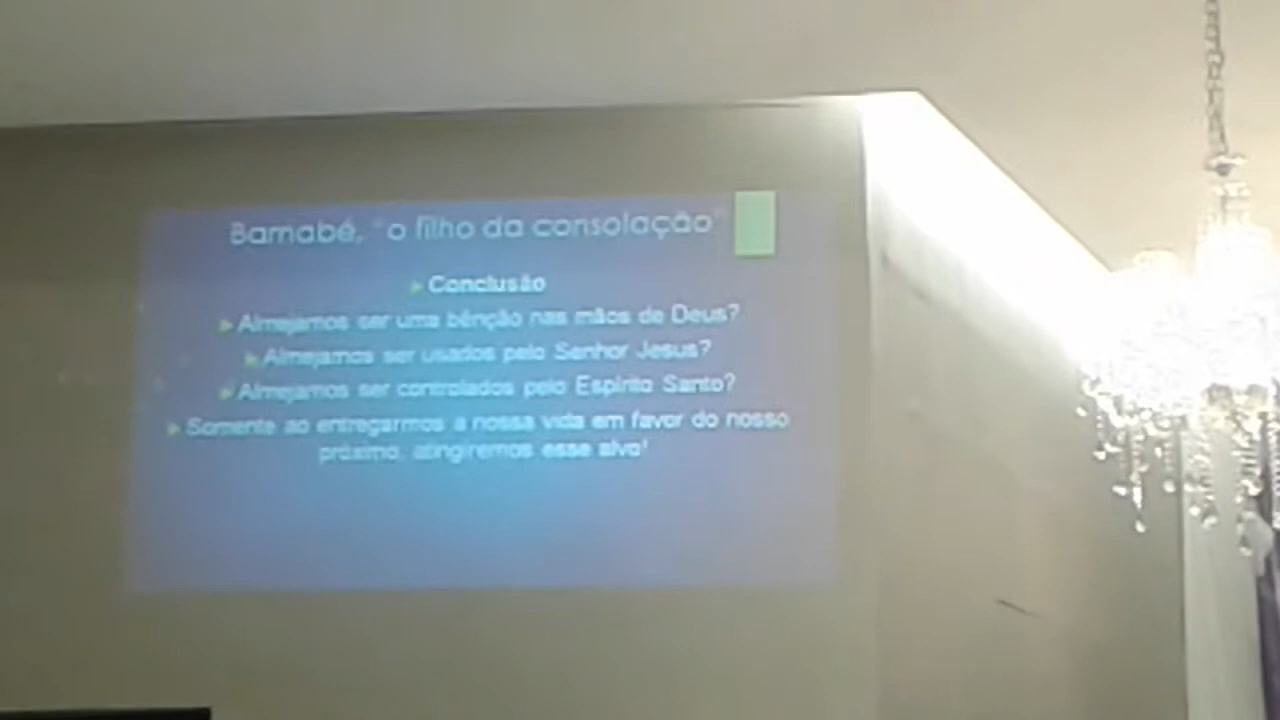 Barnabé, "o filho da consolação"
Conclusão
Almejamos ser uma bênção nas mãos de Deus?
Almejamos ser usados pelo Senhor Jesus?
Almejamos ser controlados pelo Espírito Santo?
Somente ao entregarmos a nossa vida em favor do nosso
próximo, atingiremos esse alvo!